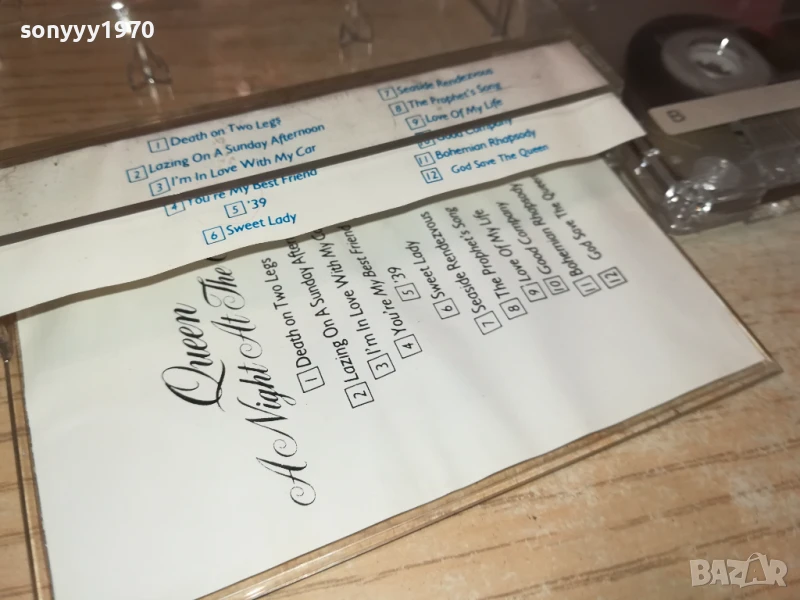 sonyyy1970
1 Death on Two Legs
2 Lazing On A Sunday Afternoon
3 I'm In Love With My Car
4 You're My Best Friend
5 '39
6 Sweet Lady
7 Seaside Rendezvous
8 The Prophet's Song
9 Love Of My Life
10 Good Company
11 Bohemian Rhapsody
12 God Save The Queen
Queen
A Night At The
1 Death on Two Legs
2 Lazing On A Sunday After
3 I'm In Love With My
4 You're My Best Friend
5 '39
6 Sweet Lady
7 Seaside Rendezvous
8 The Prophet's Song
9 Love Of My Life
10 Good Company
11 Bohemian Rhapsody
12 God Save The Queen
B
BAZAR